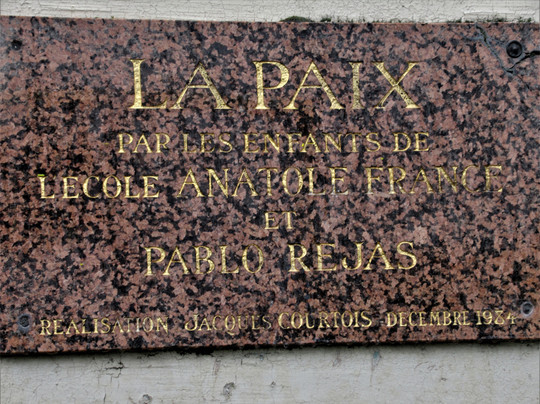 LA PAIX
PAR LES ENFANTS DE
L'ECOLE ANATOLE FRANCE
ET
PABLO REJAS
REALISATION JACQUES COURTOIS DECEMBRE 1984